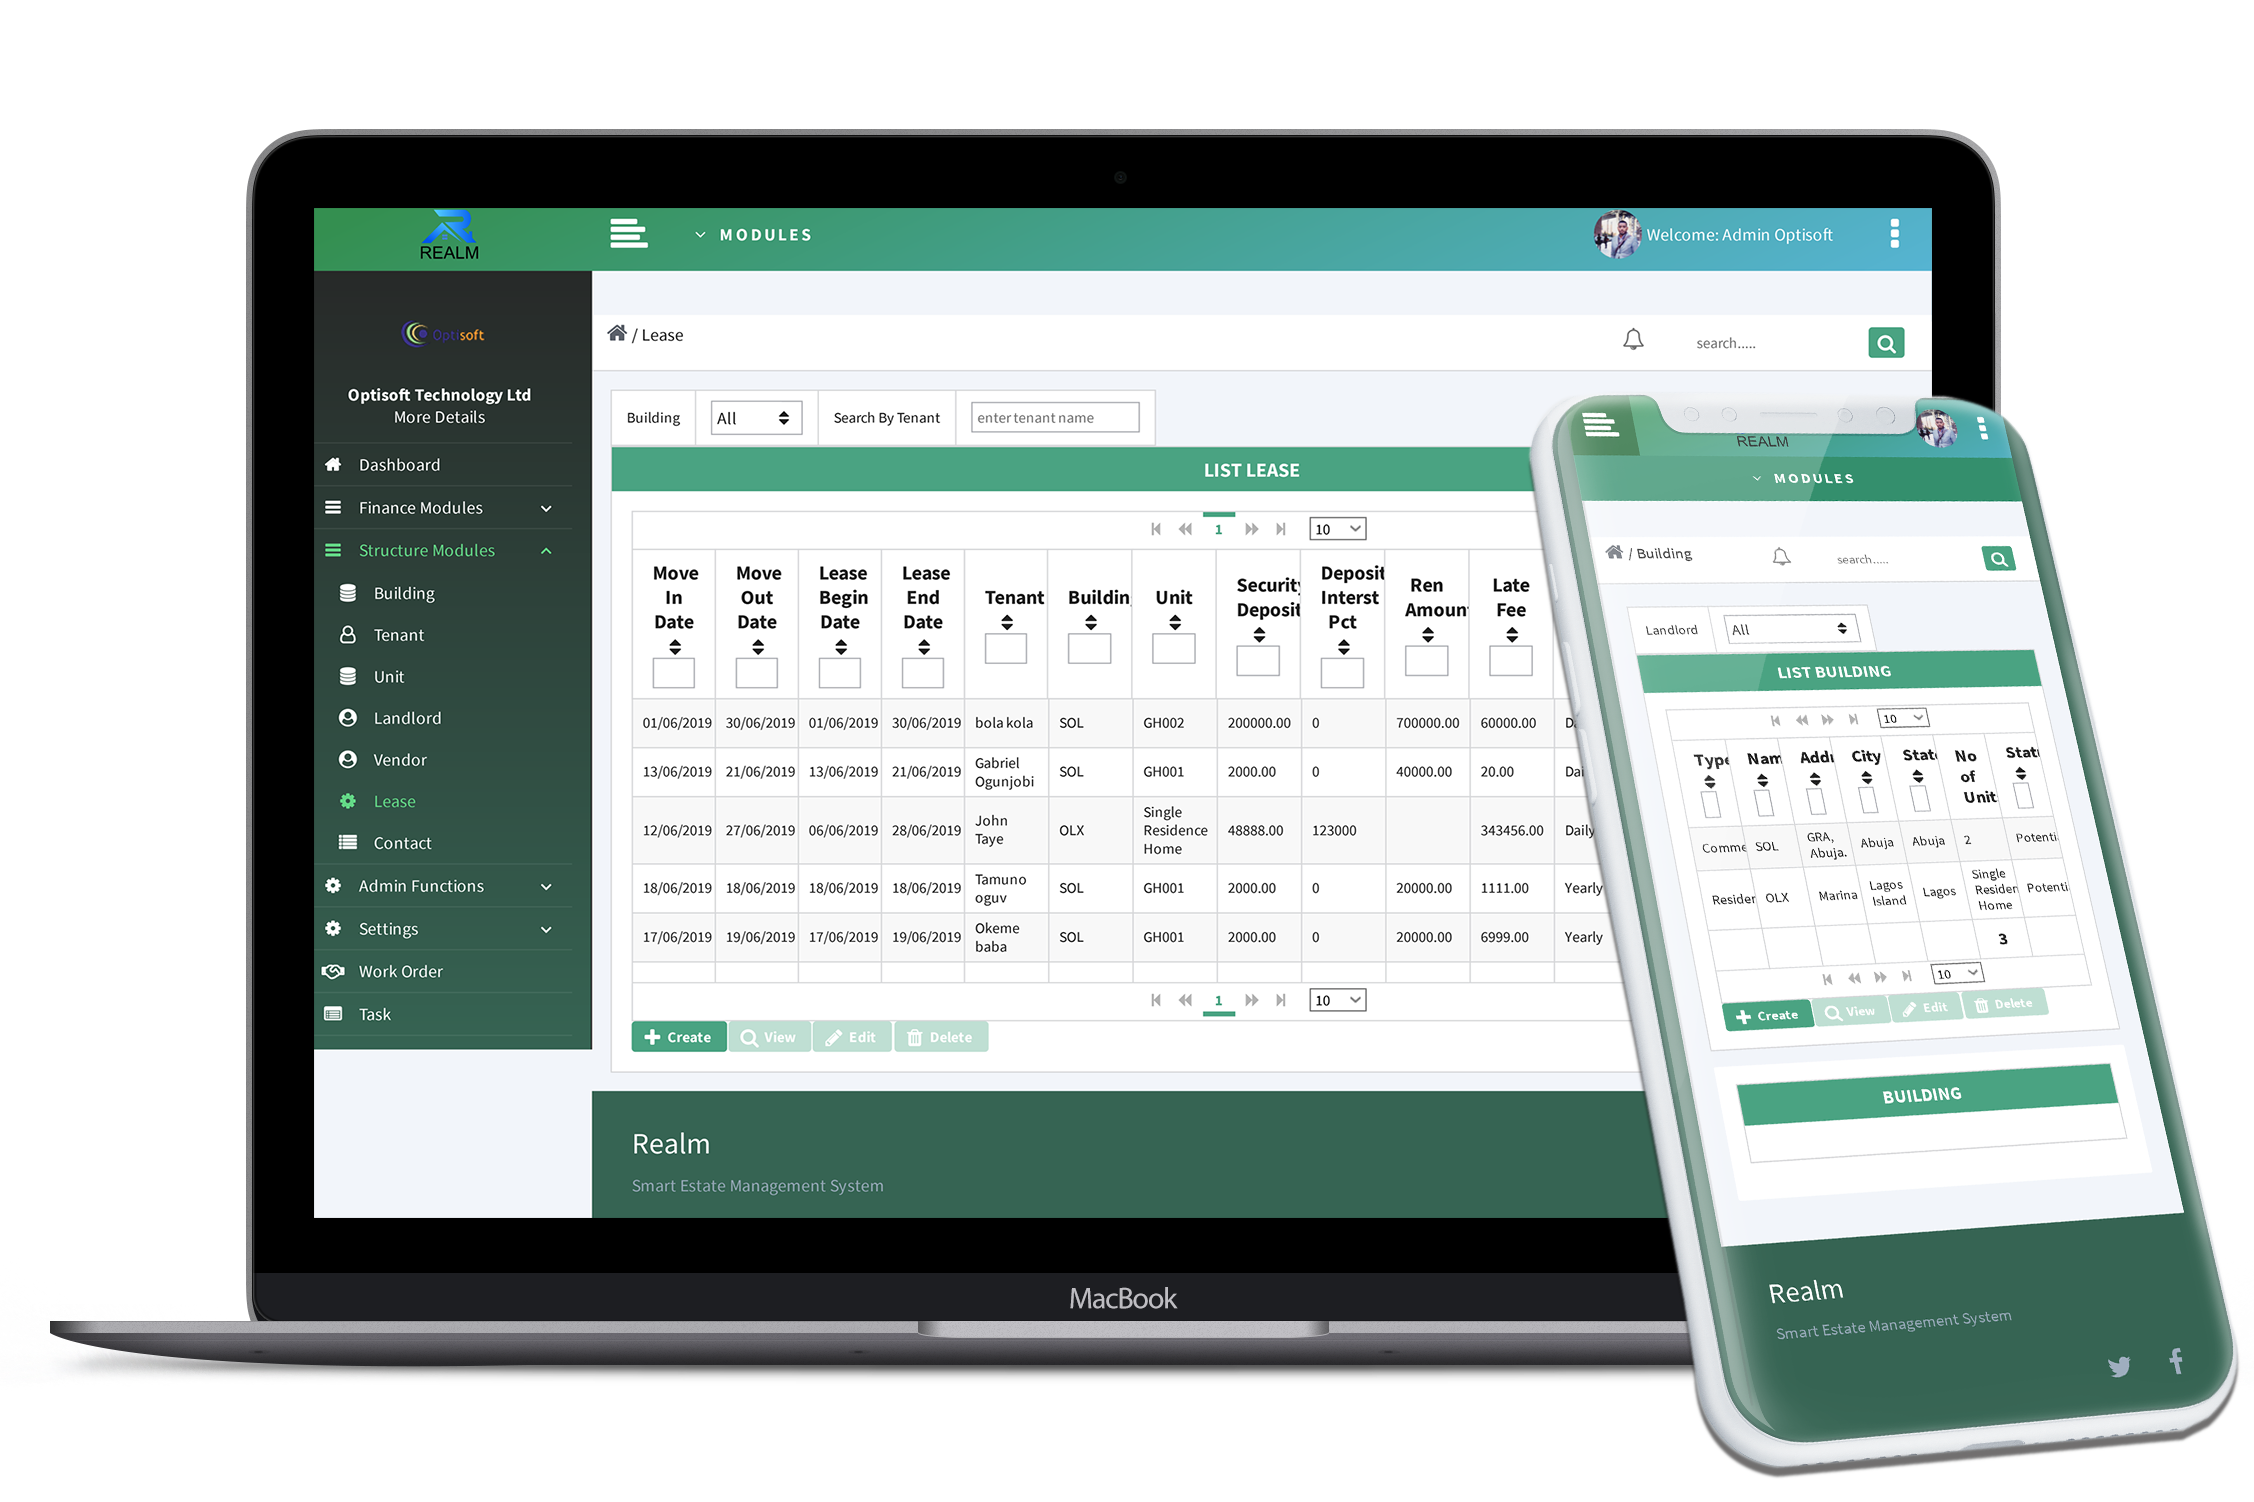 REALM
MODULES
Welcome: Admin Optisoft
Optisoft
Optisoft Technology Ltd
More Details
Dashboard
Finance Modules
Structure Modules
Building
Tenant
Unit
Landlord
Vendor
Lease
Contact
Admin Functions
Settings
Work Order
Task
/ Lease
search.....
Building All Search By Tenant enter tenant name
LIST LEASE
1 10
Move In Date Move Out Date Lease Begin Date Lease End Date Tenant Buildin Unit Security Deposit Deposit Interst Pct Ren Amoun Late Fee
01/06/2019 30/06/2019 01/06/2019 30/06/2019 bola kola SOL GH002 200000.00 0 700000.00 60000.00 D
13/06/2019 21/06/2019 13/06/2019 21/06/2019 Gabriel Ogunjobi SOL GH001 2000.00 0 40000.00 20.00 Dai
12/06/2019 27/06/2019 06/06/2019 28/06/2019 John Taye OLX Single Residence Home 48888.00 123000 343456.00 Daily
18/06/2019 18/06/2019 18/06/2019 18/06/2019 Tamuno oguv SOL GH001 2000.00 0 20000.00 1111.00 Yearly
17/06/2019 19/06/2019 17/06/2019 19/06/2019 Okeme baba SOL GH001 2000.00 0 20000.00 6999.00 Yearly
1 10
Create View Edit Delete
Realm
Smart Estate Management System
MacBook
REALM
MODULES
/ Building search.....
Landlord All
LIST BUILDING
10
Type Nam Addr City Stat No of Unit Stat
Comme SOL GRA, Abuja. Abuja Abuja 2 Potenti
Resider OLX Marina Lagos Island Lagos Single Resider Home Potenti
3
10
Create View Edit Delete
BUILDING
Realm
Smart Estate Management System